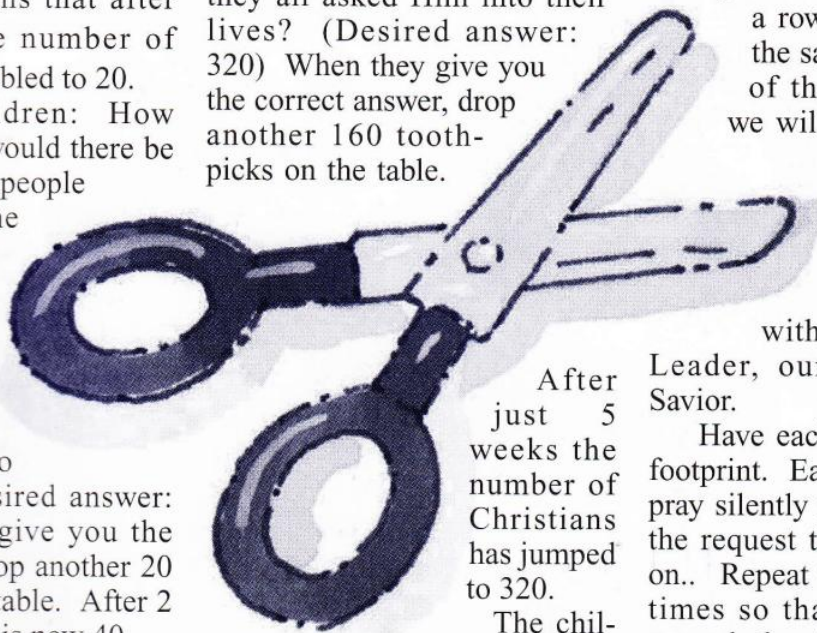 that after
number of
bled to 20.
dren: How
would there be
people
sired answer:
give you the
op another 20
table. After 2
is now 40
they all asked Him into their
lives? (Desired answer:
320) When they give you
the correct answer, drop
another 160 tooth-
picks on the table.
After
just 5
weeks the
number of
Christians
has jumped
to 320.
The chil-
a row
the sa
of th
we wil
with
Leader, our
Savior.
Have eac
footprint. Ea
pray silently
the request t
on.. Repeat
times so tha